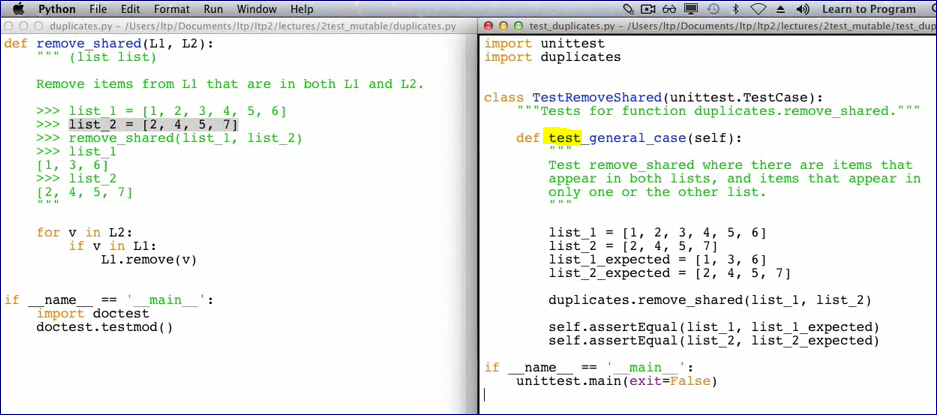 Python File Edit Format Run Window Help Learn to Program
duplicates.py – /Users/ltp/Documents/ltp/ltp2/lectures/2test_mutable/duplicates.py
def remove_shared(L1, L2):
""" (list list)
Remove items from L1 that are in both L1 and L2.
>>> list_1 = [1, 2, 3, 4, 5, 6]
>>> list_2 = [2, 4, 5, 7]
>>> remove_shared(list_1, list_2)
>>> list_1
[1, 3, 6]
>>> list_2
[2, 4, 5, 7]
"""
for v in L2:
if v in L1:
L1.remove(v)
if __name__ == '__main__':
import doctest
doctest.testmod()
test_duplicates.py – /Users/ltp/Documents/ltp/ltp2/lectures/2test_mutable/test_dup
import unittest
import duplicates
class TestRemoveShared(unittest.TestCase):
"""Tests for function duplicates.remove_shared."""
def test_general_case(self):
"""
Test remove_shared where there are items that
appear in both lists, and items that appear in
only one or the other list.
"""
list_1 = [1, 2, 3, 4, 5, 6]
list_2 = [2, 4, 5, 7]
list_1_expected = [1, 3, 6]
list_2_expected = [2, 4, 5, 7]
duplicates.remove_shared(list_1, list_2)
self.assertEqual(list_1, list_1_expected)
self.assertEqual(list_2, list_2_expected)
if __name__ == '__main__':
unittest.main(exit=False)